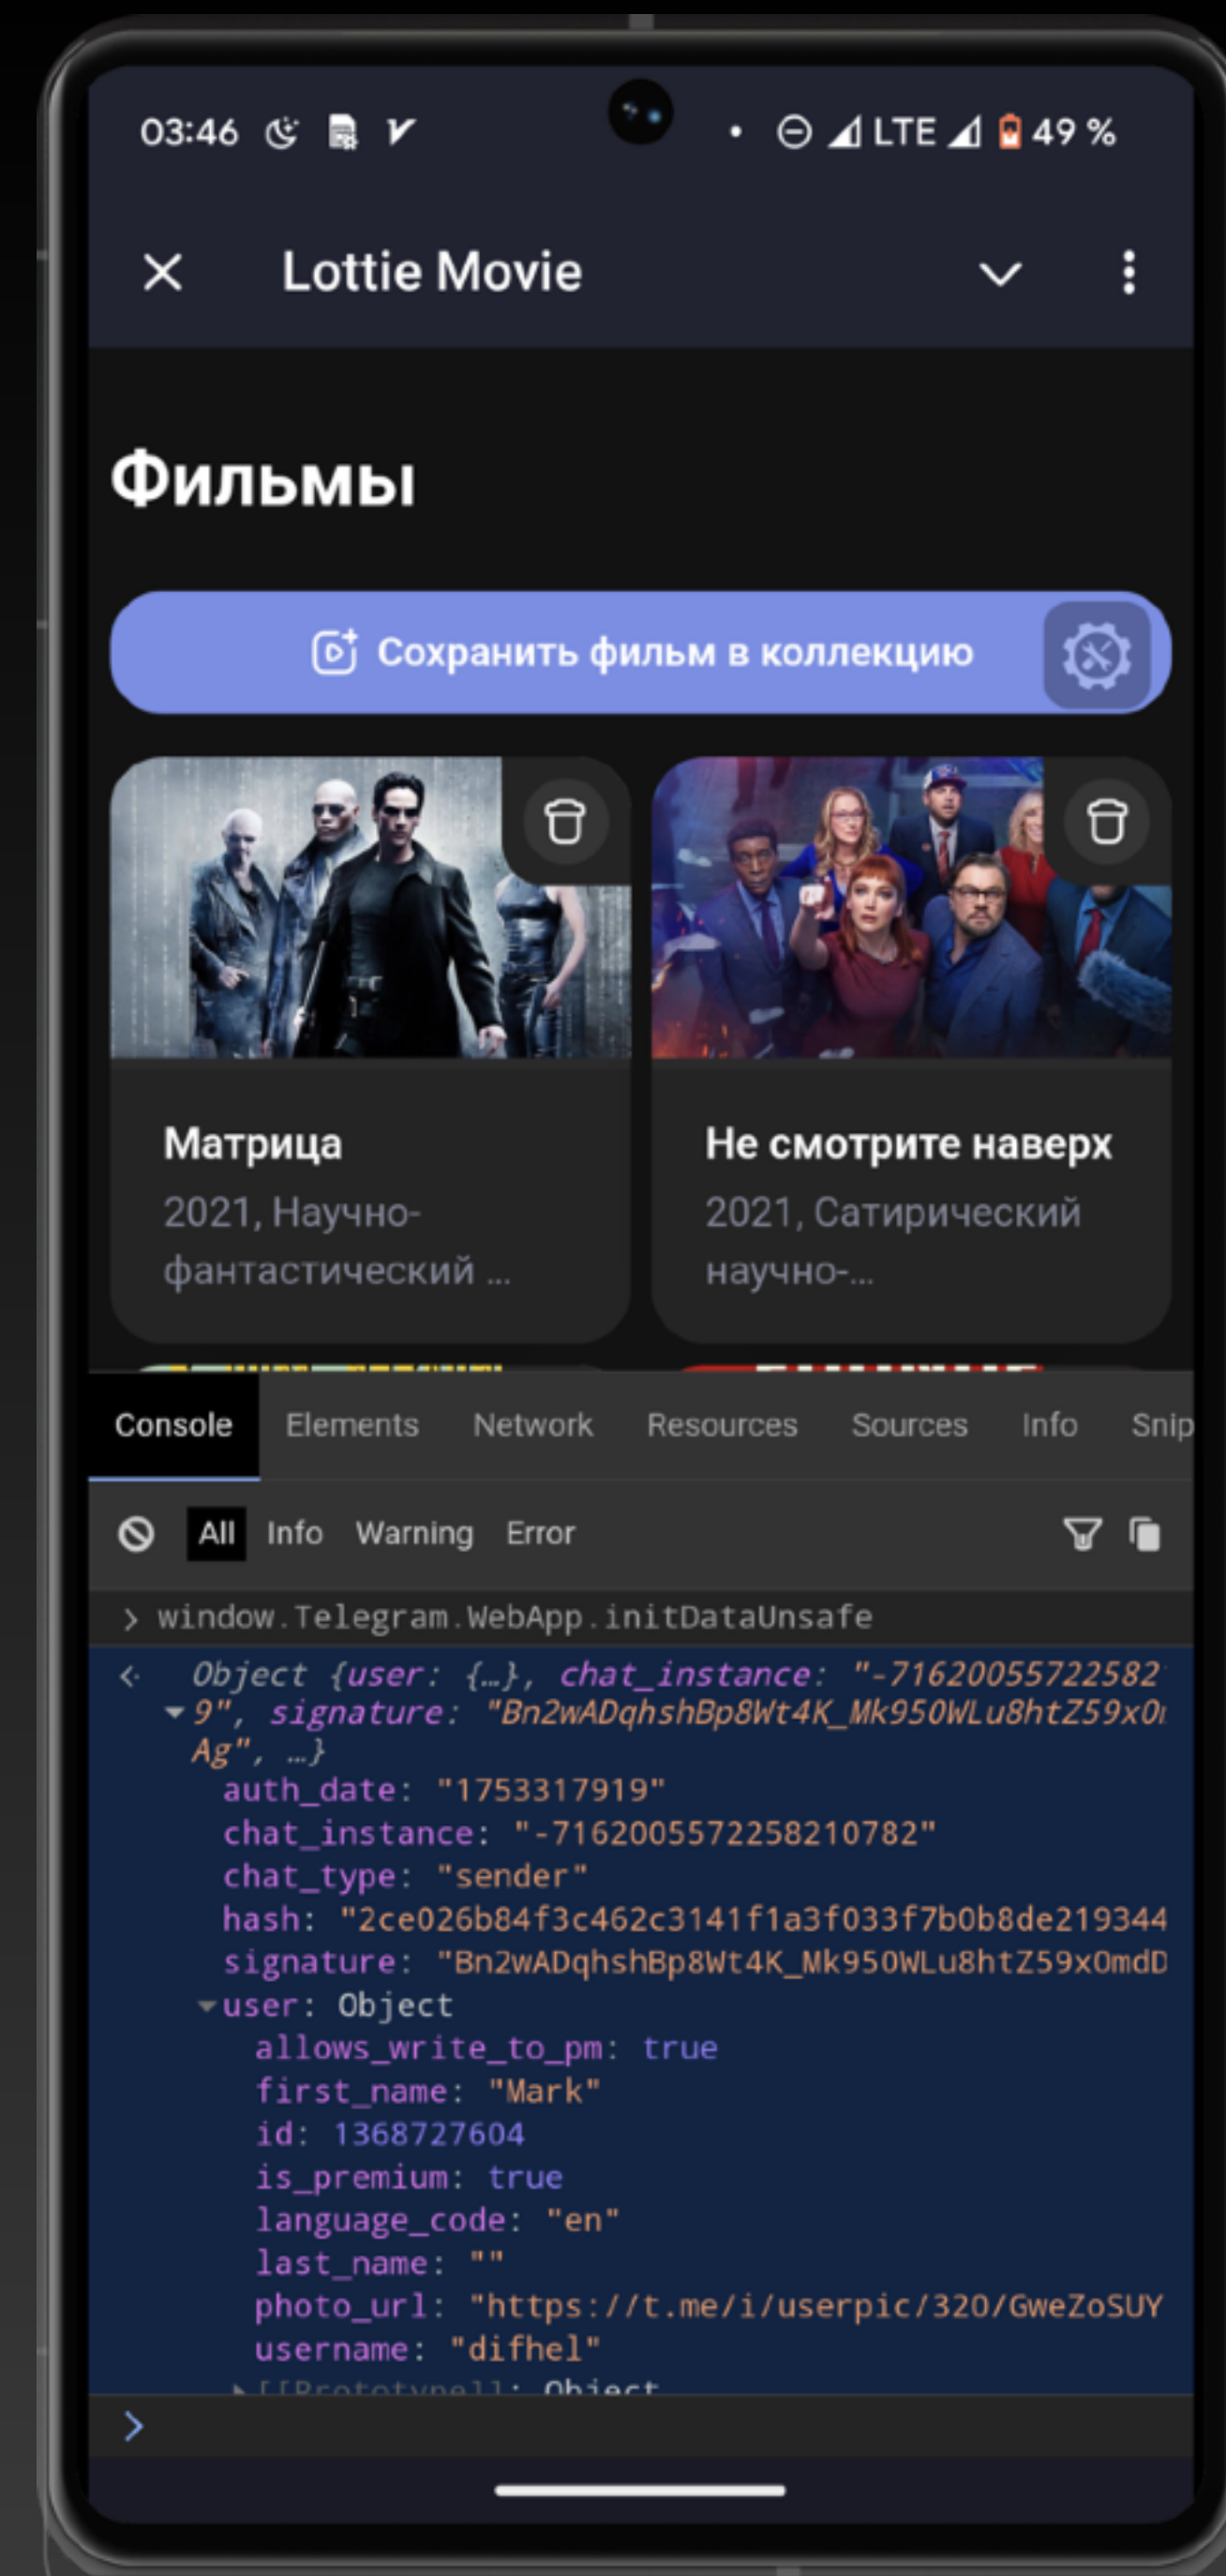 03:46 LTE 49 %
Lottie Movie
Фильмы
Сохранить фильм в коллекцию
Матрица
2021, Научно-
фантастический ...
Не смотрите наверх
2021, Сатирический
научно-...
Console Elements Network Resources Sources Info Snip
All Info Warning Error
> window.Telegram.WebApp.initDataUnsafe
Object {user: {…}, chat_instance: "-71620055722582
9", signature: "Bn2wADqhshBp8Wt4K_Mk950WLu8htZ59x0
Ag", …}
auth_date: "1753317919"
chat_instance: "-7162005572258210782"
chat_type: "sender"
hash: "2ce026b84f3c462c3141f1a3f033f7b0b8de219344
signature: "Bn2wADqhshBp8Wt4K_Mk950WLu8htZ59x0mdD
user: Object
allows_write_to_pm: true
first_name: "Mark"
id: 1368727604
is_premium: true
language_code: "en"
last_name: ""
photo_url: "https://t.me/i/userpic/320/GweZoSUY
username: "difhel"
[[Prototype]]: Object
>